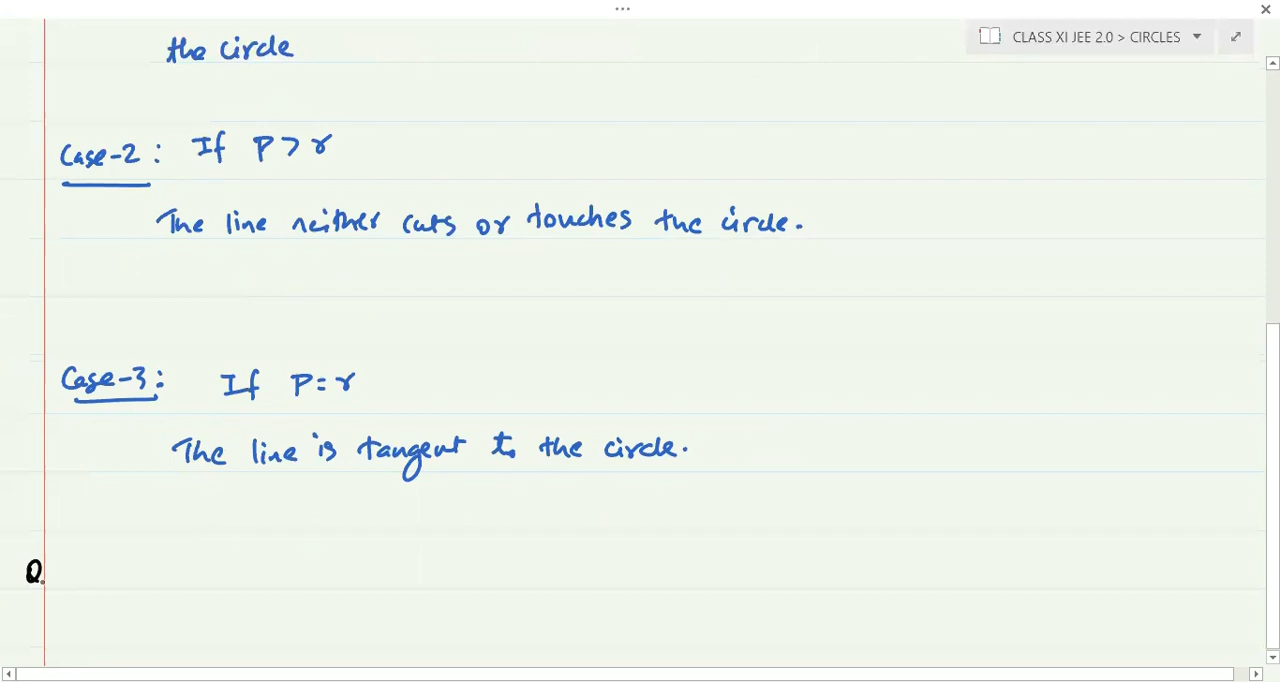 CLASS XI JEE 2.0 > CIRCLES
the circle
Case-2: If P > r
The line neither cuts or touches the circle.
Case-3: If P = r
The line is tangent to the circle.
Q.